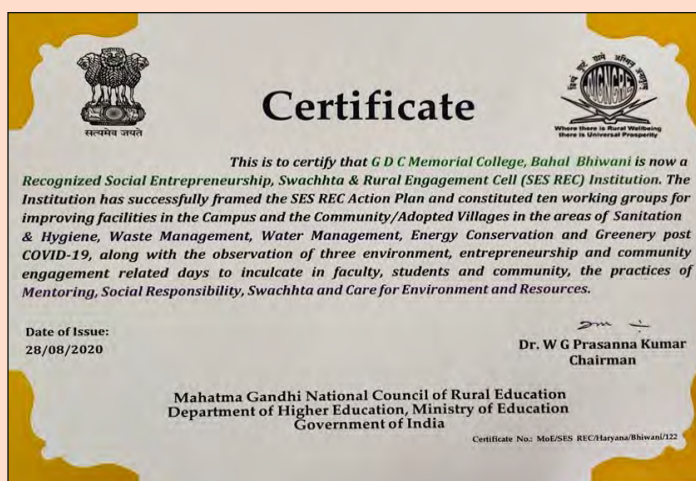 सत्यमेव जयते
विश्वं पुष्टं ग्रामे अस्मिन् अनातुरम्
MGNCRE
Where there is Rural Wellbeing
there is Universal Prosperity
Certificate
This is to certify that G D C Memorial College, Bahal Bhiwani is now a
Recognized Social Entrepreneurship, Swachhta & Rural Engagement Cell (SES REC) Institution. The
Institution has successfully framed the SES REC Action Plan and constituted ten working groups for
improving facilities in the Campus and the Community/Adopted Villages in the areas of Sanitation
& Hygiene, Waste Management, Water Management, Energy Conservation and Greenery post
COVID-19, along with the observation of three environment, entrepreneurship and community
engagement related days to inculcate in faculty, students and community, the practices of
Mentoring, Social Responsibility, Swachhta and Care for Environment and Resources.
Date of Issue:
28/08/2020
Dr. W G Prasanna Kumar
Chairman
Mahatma Gandhi National Council of Rural Education
Department of Higher Education, Ministry of Education
Government of India
Certificate No.: MoE/SES REC/Haryana/Bhiwani/122